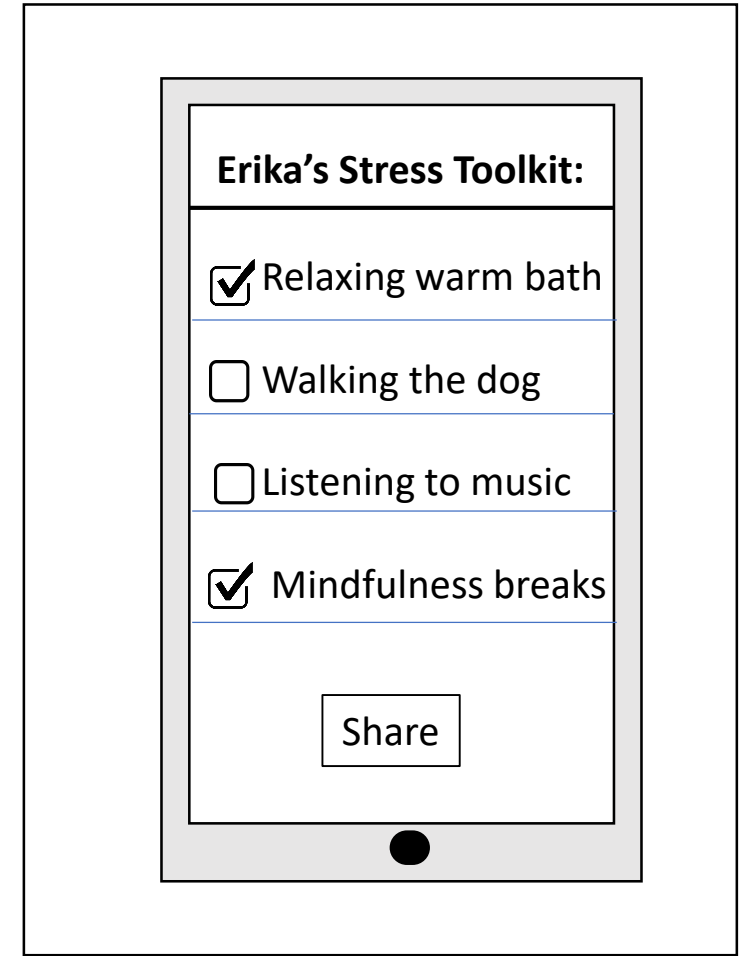 Erika’s Stress Toolkit:
Relaxing warm bath
Walking the dog
Listening to music
Mindfulness breaks
Share